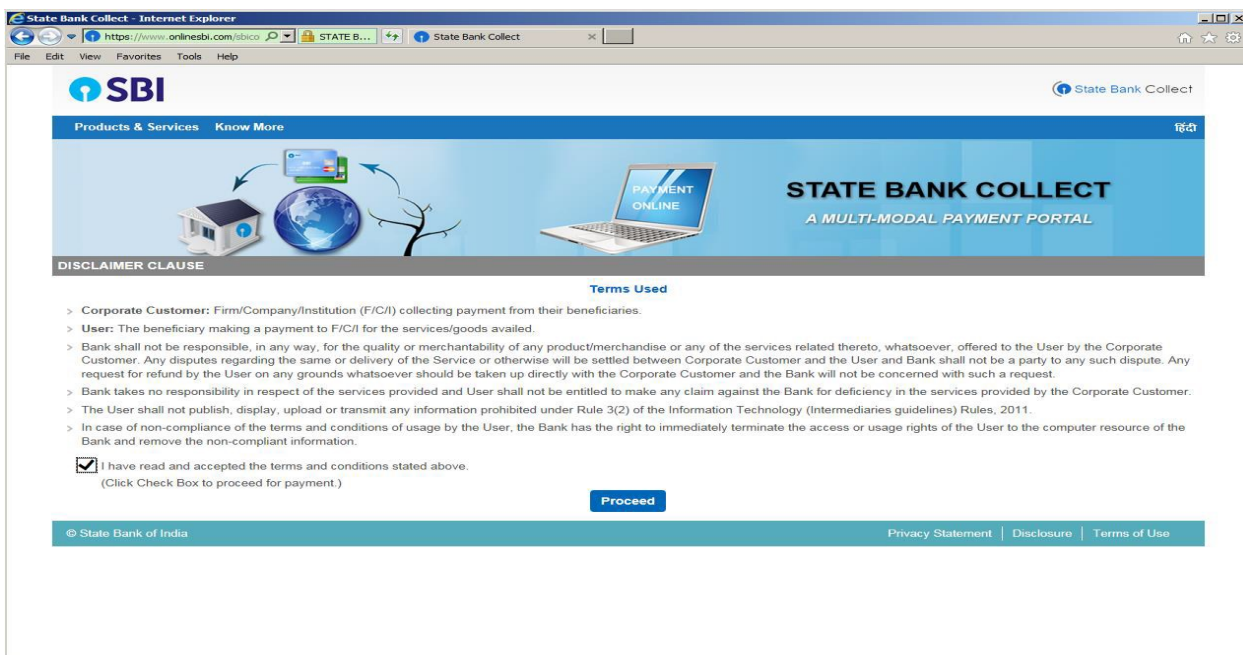 State Bank Collect - Internet Explorer
https://www.onlinesbi.com/sbico
STATE B...
State Bank Collect
File Edit View Favorites Tools Help
SBI
State Bank Collect
Products & Services Know More
हिंदी
PAYMENT
ONLINE
STATE BANK COLLECT
A MULTI-MODAL PAYMENT PORTAL
DISCLAIMER CLAUSE
Terms Used
> Corporate Customer: Firm/Company/Institution (F/C/I) collecting payment from their beneficiaries.
> User: The beneficiary making a payment to F/C/I for the services/goods availed.
> Bank shall not be responsible, in any way, for the quality or merchantability of any product/merchandise or any of the services related thereto, whatsoever, offered to the User by the Corporate
Customer. Any disputes regarding the same or delivery of the Service or otherwise will be settled between Corporate Customer and the User and Bank shall not be a party to any such dispute. Any
request for refund by the User on any grounds whatsoever should be taken up directly with the Corporate Customer and the Bank will not be concerned with such a request.
> Bank takes no responsibility in respect of the services provided and User shall not be entitled to make any claim against the Bank for deficiency in the services provided by the Corporate Customer.
> The User shall not publish, display, upload or transmit any information prohibited under Rule 3(2) of the Information Technology (Intermediaries guidelines) Rules, 2011.
> In case of non-compliance of the terms and conditions of usage by the User, the Bank has the right to immediately terminate the access or usage rights of the User to the computer resource of the
Bank and remove the non-compliant information.
I have read and accepted the terms and conditions stated above.
(Click Check Box to proceed for payment.)
Proceed
© State Bank of India
Privacy Statement | Disclosure | Terms of Use